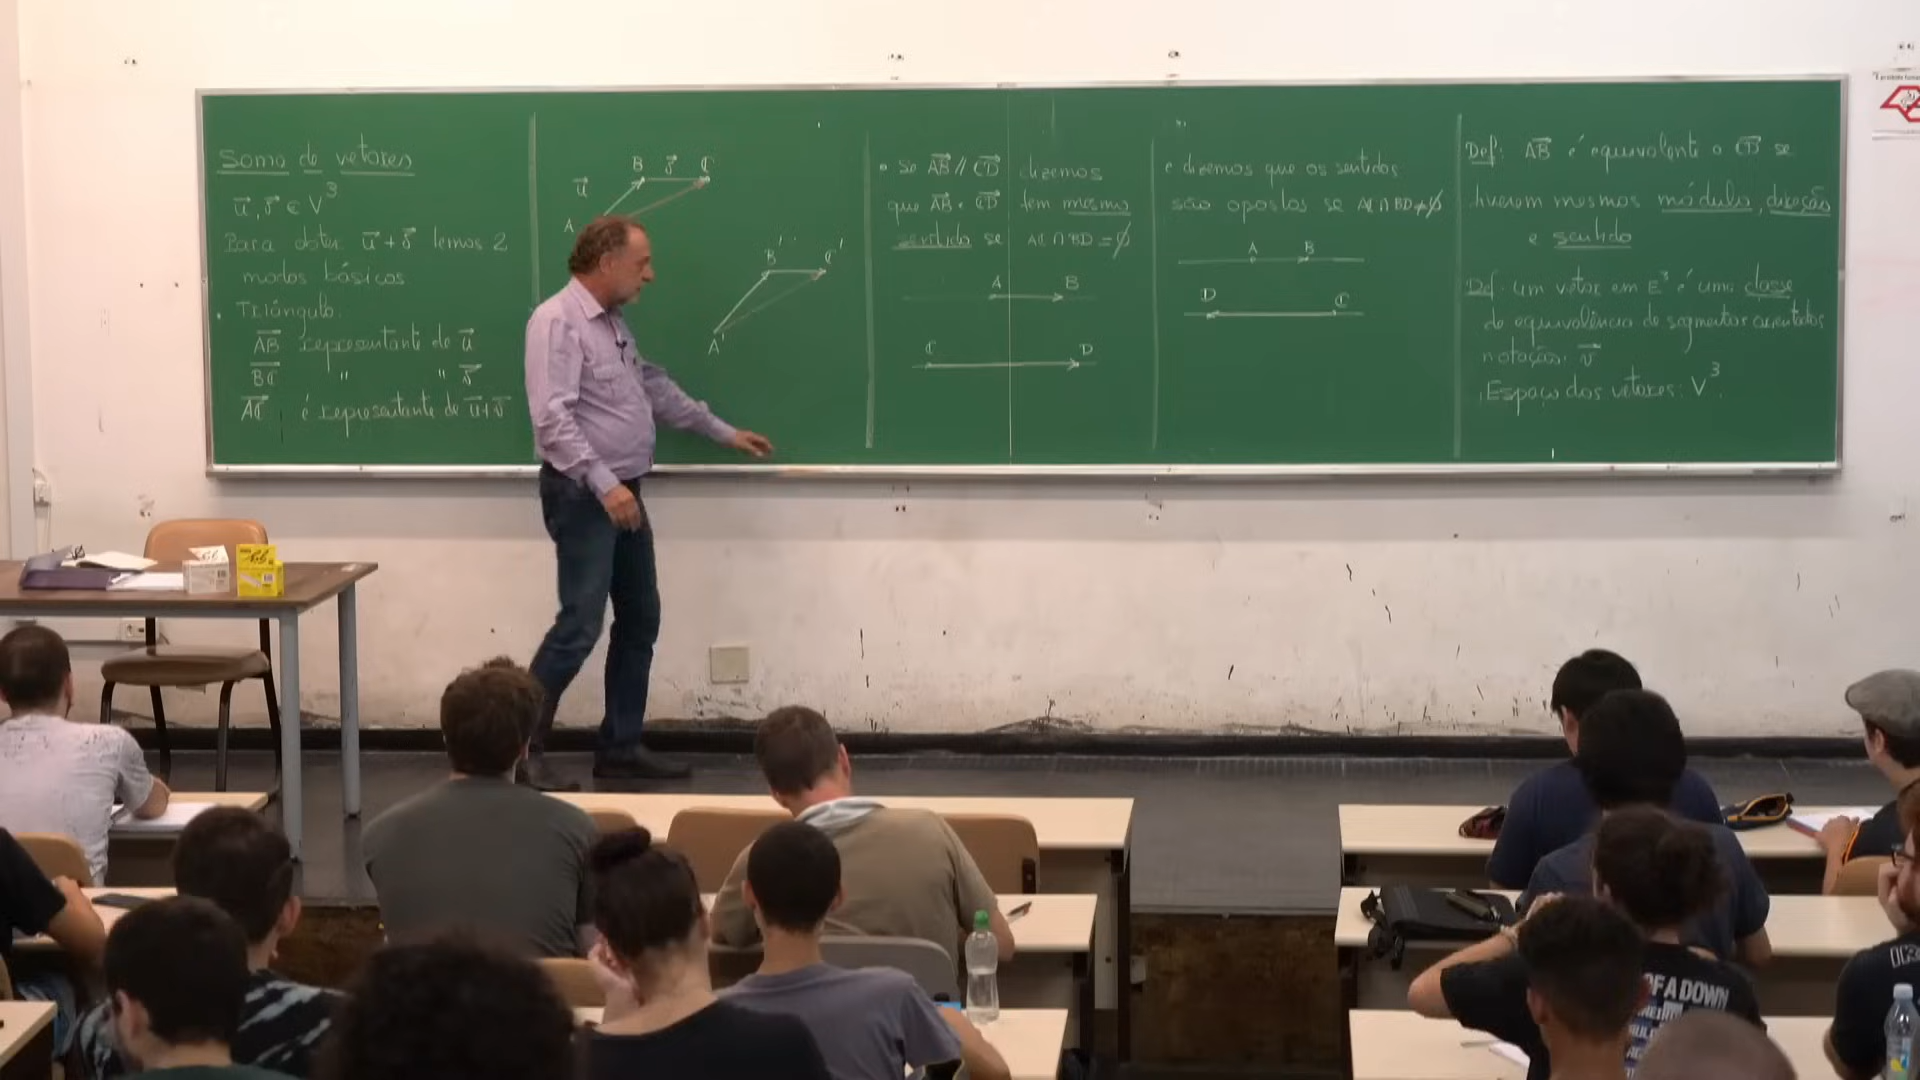 Soma de vetores
u⃗, v⃗ ∈ V³
Para obter u⃗ + v⃗ temos 2
modos básicos
Triângulo:
AB⃗ representante de u⃗
BC⃗ " " v⃗
AC⃗ é representante de u⃗+v⃗
u⃗
B v⃗ C
A
B' C'
A'
• Se AB⃗ // CD⃗ dizemos
que AB⃗ e CD⃗ tem mesmo
sentido se AC ∩ BD = ∅
A B
C D
e dizemos que os sentidos
são opostos se AC ∩ BD ≠ ∅
A B
D C
Def: AB⃗ é equivalente a CD⃗ se
tiverem mesmos módulo, direção
e sentido
Def. um vetor em E³ é uma classe
de equivalência de segmentos orientados
notação: v⃗
Espaço dos vetores: V³.
OF A DOWN